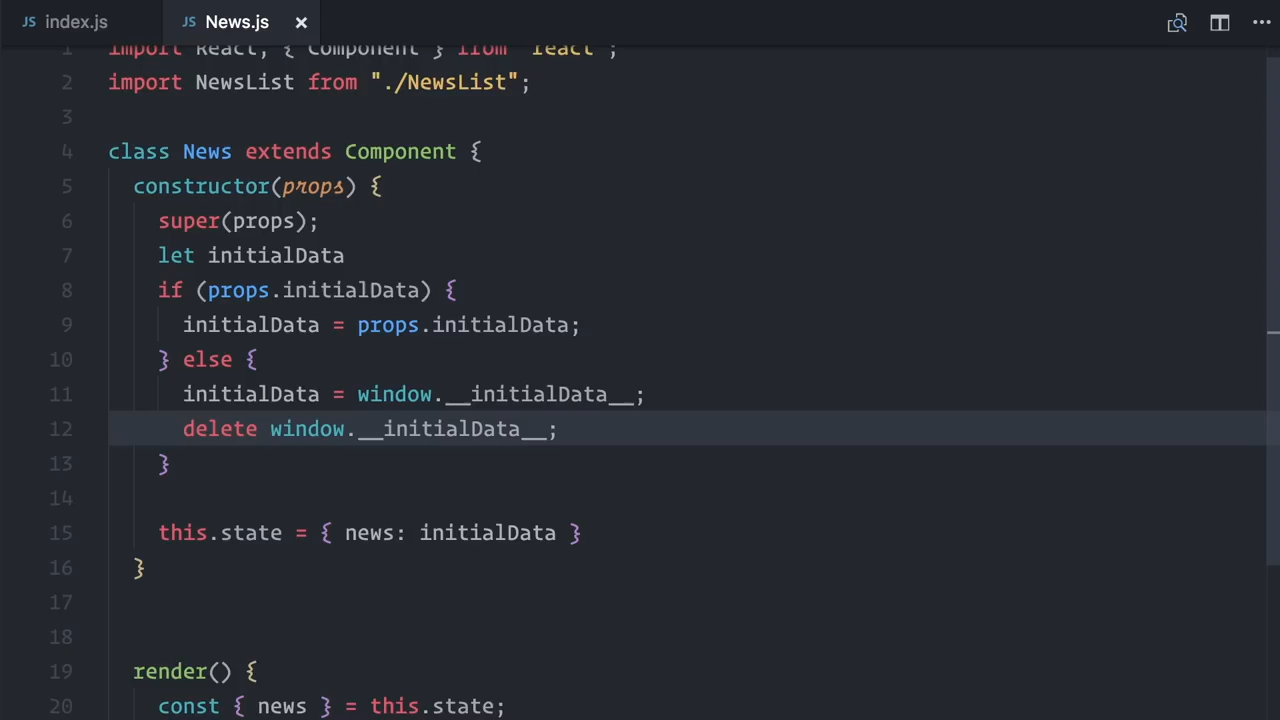 JS index.js JS News.js ×
1 import React, { Component } from "react";
2 import NewsList from "./NewsList";
3
4 class News extends Component {
5 constructor(props) {
6 super(props);
7 let initialData
8 if (props.initialData) {
9 initialData = props.initialData;
10 } else {
11 initialData = window.__initialData__;
12 delete window.__initialData__;
13 }
14
15 this.state = { news: initialData }
16 }
17
18
19 render() {
20 const { news } = this.state;